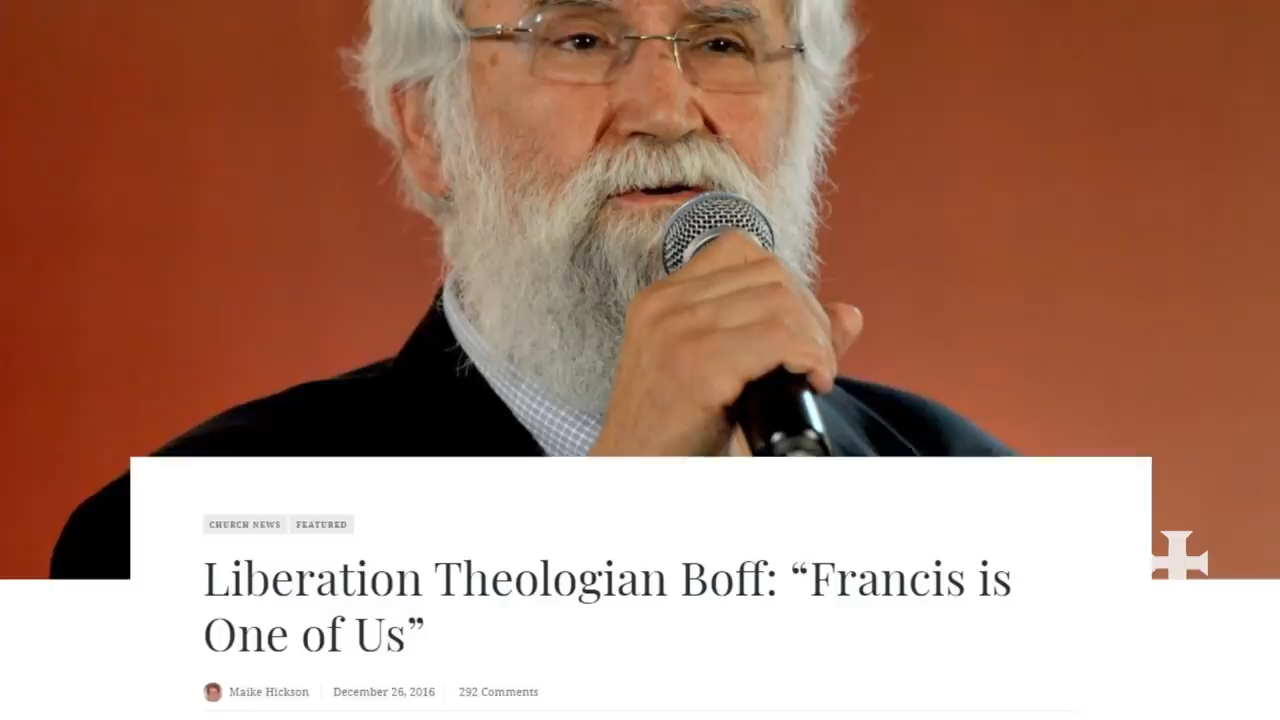 CHURCH NEWS FEATURED
Liberation Theologian Boff: “Francis is
One of Us”
Maike Hickson December 26, 2016 292 Comments